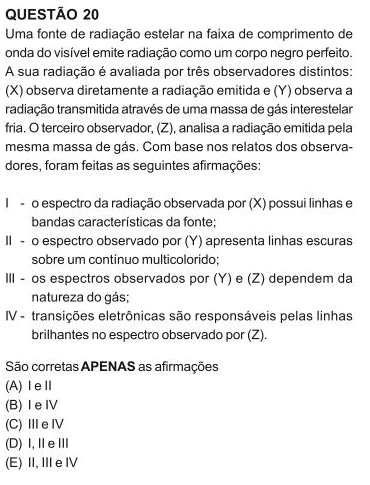 QUESTÃO 20
Uma fonte de radiação estelar na faixa de comprimento de
onda do visível emite radiação como um corpo negro perfeito.
A sua radiação é avaliada por três observadores distintos:
(X) observa diretamente a radiação emitida e (Y) observa a
radiação transmitida através de uma massa de gás interestelar
fria. O terceiro observador, (Z), analisa a radiação emitida pela
mesma massa de gás. Com base nos relatos dos observa-
dores, foram feitas as seguintes afirmações:
I - o espectro da radiação observada por (X) possui linhas e
bandas características da fonte;
II - o espectro observado por (Y) apresenta linhas escuras
sobre um contínuo multicolorido;
III - os espectros observados por (Y) e (Z) dependem da
natureza do gás;
IV - transições eletrônicas são responsáveis pelas linhas
brilhantes no espectro observado por (Z).
São corretas APENAS as afirmações
(A) I e II
(B) I e IV
(C) III e IV
(D) I, II e III
(E) II, III e IV